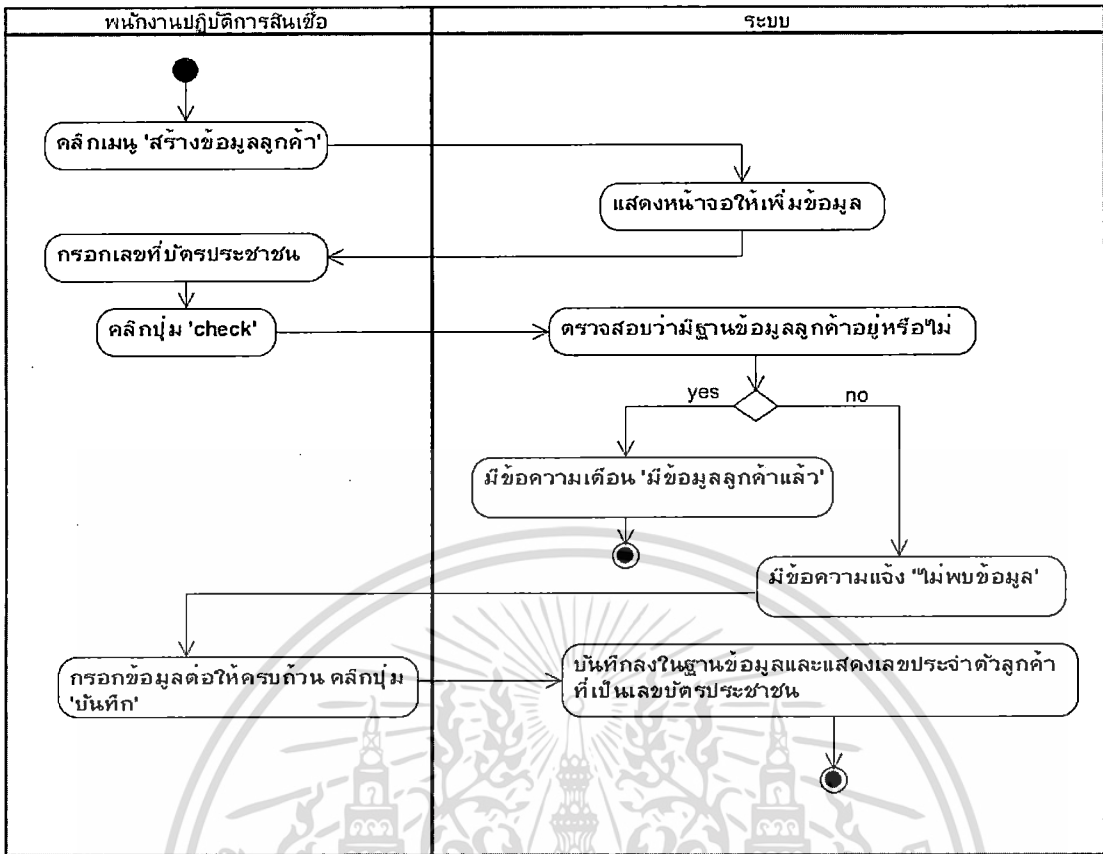 พนักงานปฏิบัติการสินเชื่อ
ระบบ
คลิกเมนู 'สร้างข้อมูลลูกค้า'
แสดงหน้าจอให้เพิ่มข้อมูล
กรอกเลขที่บัตรประชาชน
คลิกปุ่ม 'check'
ตรวจสอบว่ามีฐานข้อมูลลูกค้าอยู่หรือไม่
yes
no
มีข้อความเตือน 'มีข้อมูลลูกค้าแล้ว'
มีข้อความแจ้ง 'ไม่พบข้อมูล'
กรอกข้อมูลต่อให้ครบถ้วน คลิกปุ่ม
'บันทึก'
บันทึกลงในฐานข้อมูลและแสดงเลขประจำตัวลูกค้า
ที่เป็นเลขบัตรประชาชน